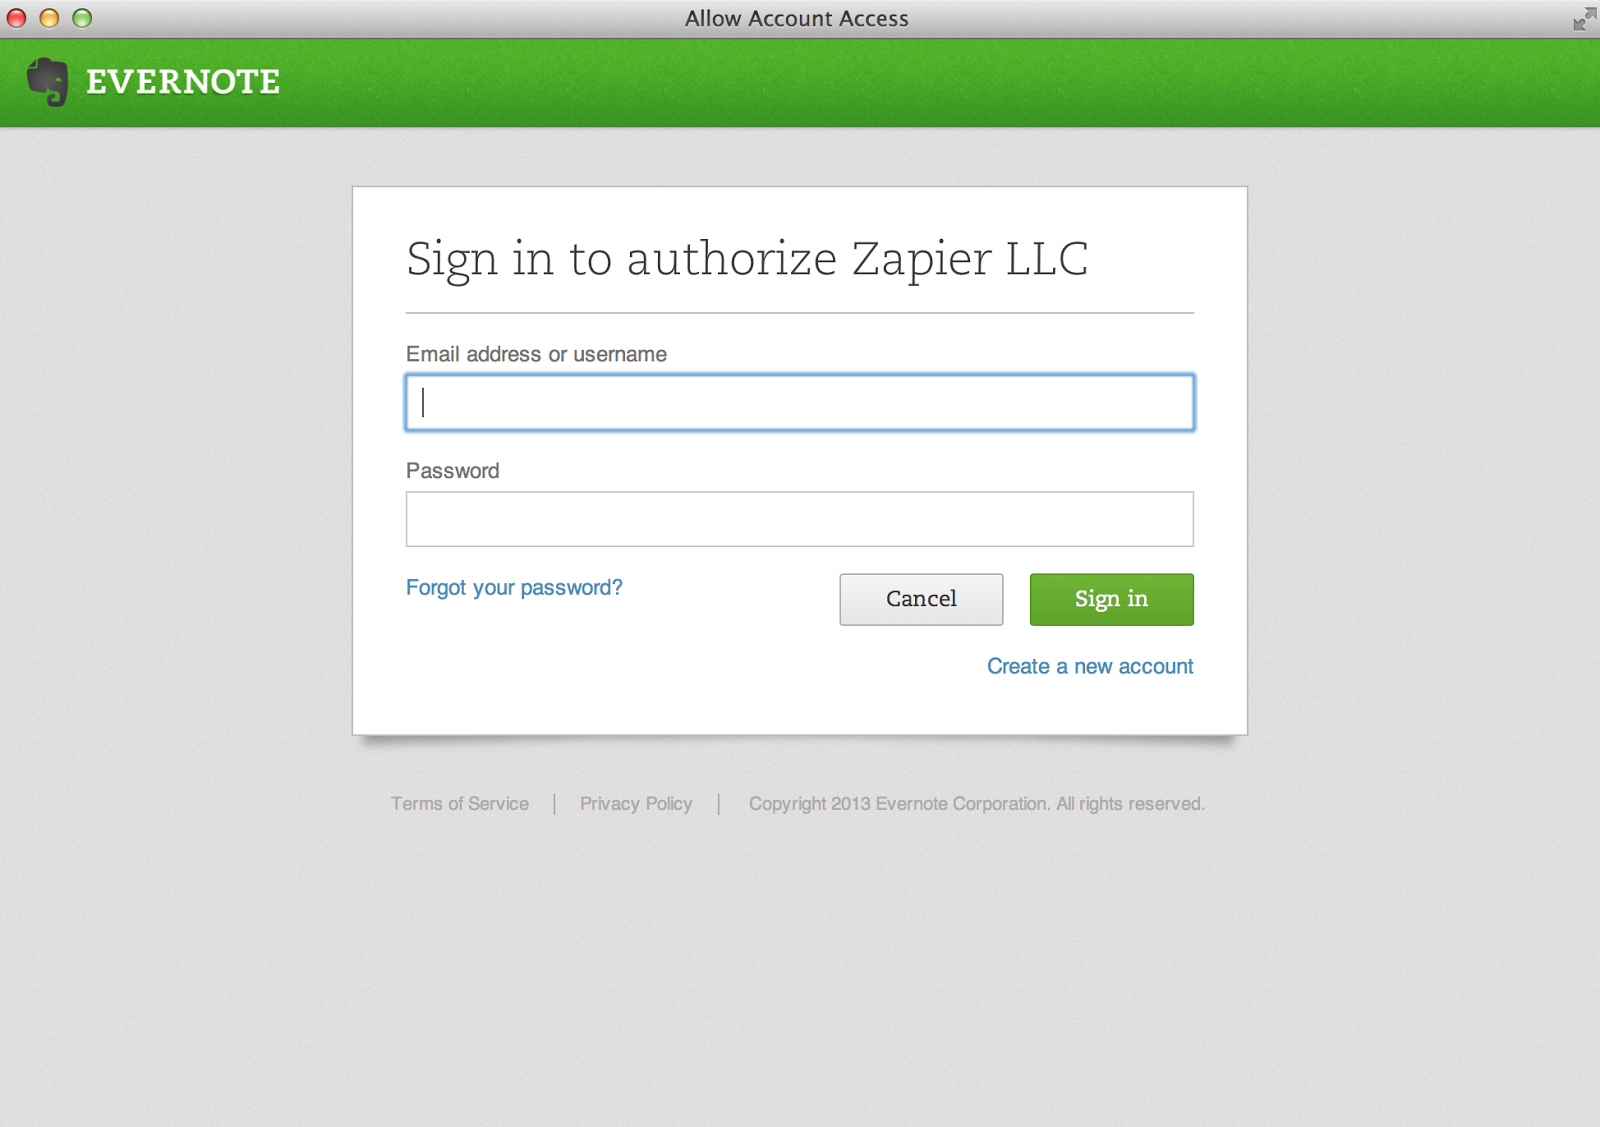 Allow Account Access
EVERNOTE
Sign in to authorize Zapier LLC
Email address or username
Password
Forgot your password?
Cancel
Sign in
Create a new account
Terms of Service | Privacy Policy | Copyright 2013 Evernote Corporation. All rights reserved.